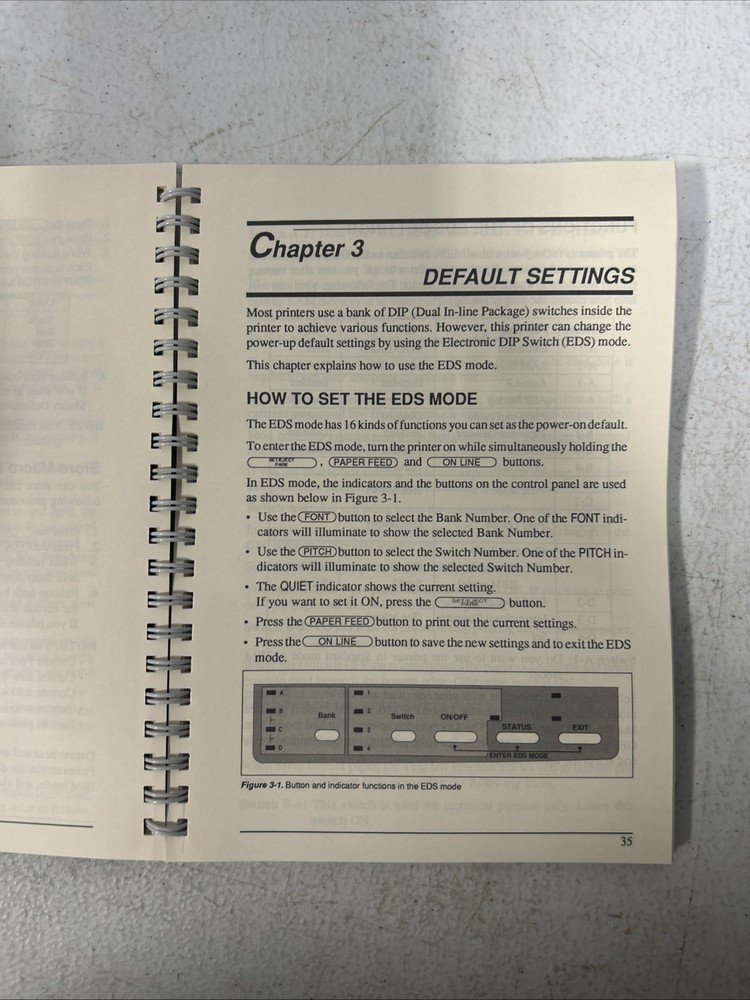 Chapter 3
DEFAULT SETTINGS
Most printers use a bank of DIP (Dual In-line Package) switches inside the
printer to achieve various functions. However, this printer can change the
power-up default settings by using the Electronic DIP Switch (EDS) mode.
This chapter explains how to use the EDS mode.
HOW TO SET THE EDS MODE
The EDS mode has 16 kinds of functions you can set as the power-on default.
To enter the EDS mode, turn the printer on while simultaneously holding the
SET/EJECT
PARK , PAPER FEED and ON LINE buttons.
In EDS mode, the indicators and the buttons on the control panel are used
as shown below in Figure 3-1.
• Use the FONT button to select the Bank Number. One of the FONT indi-
cators will illuminate to show the selected Bank Number.
• Use the PITCH button to select the Switch Number. One of the PITCH in-
dicators will illuminate to show the selected Switch Number.
• The QUIET indicator shows the current setting.
If you want to set it ON, press the SET/EJECT PARK button.
• Press the PAPER FEED button to print out the current settings.
• Press the ON LINE button to save the new settings and to exit the EDS
mode.
A
B
C
D
Bank
1
2
3
4
Switch
ON/OFF
STATUS
EXIT
ENTER EDS MODE
Figure 3-1. Button and indicator functions in the EDS mode
35